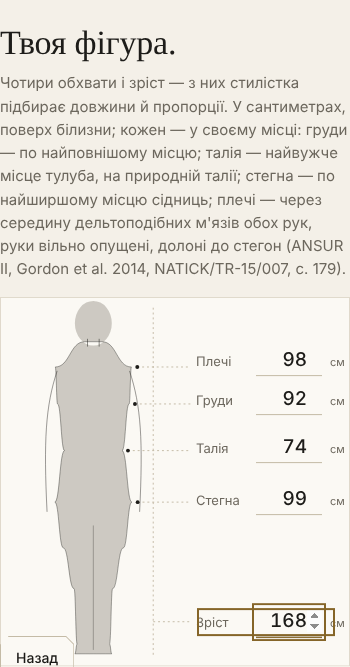 Твоя фігура.
Чотири обхвати і зріст — з них стилістка
підбирає довжини й пропорції. У сантиметрах,
поверх білизни; кожен — у своєму місці: груди
— по найповнішому місцю; талія — найвужче
місце тулуба, на природній талії; стегна — по
найширшому місцю сідниць; плечі — через
середину дельтоподібних м'язів обох рук,
руки вільно опущені, долоні до стегон (ANSUR
II, Gordon et al. 2014, NATICK/TR-15/007, с. 179).
Плечі 98 см
Груди 92 см
Талія 74 см
Стегна 99 см
Зріст 168 см
Назад